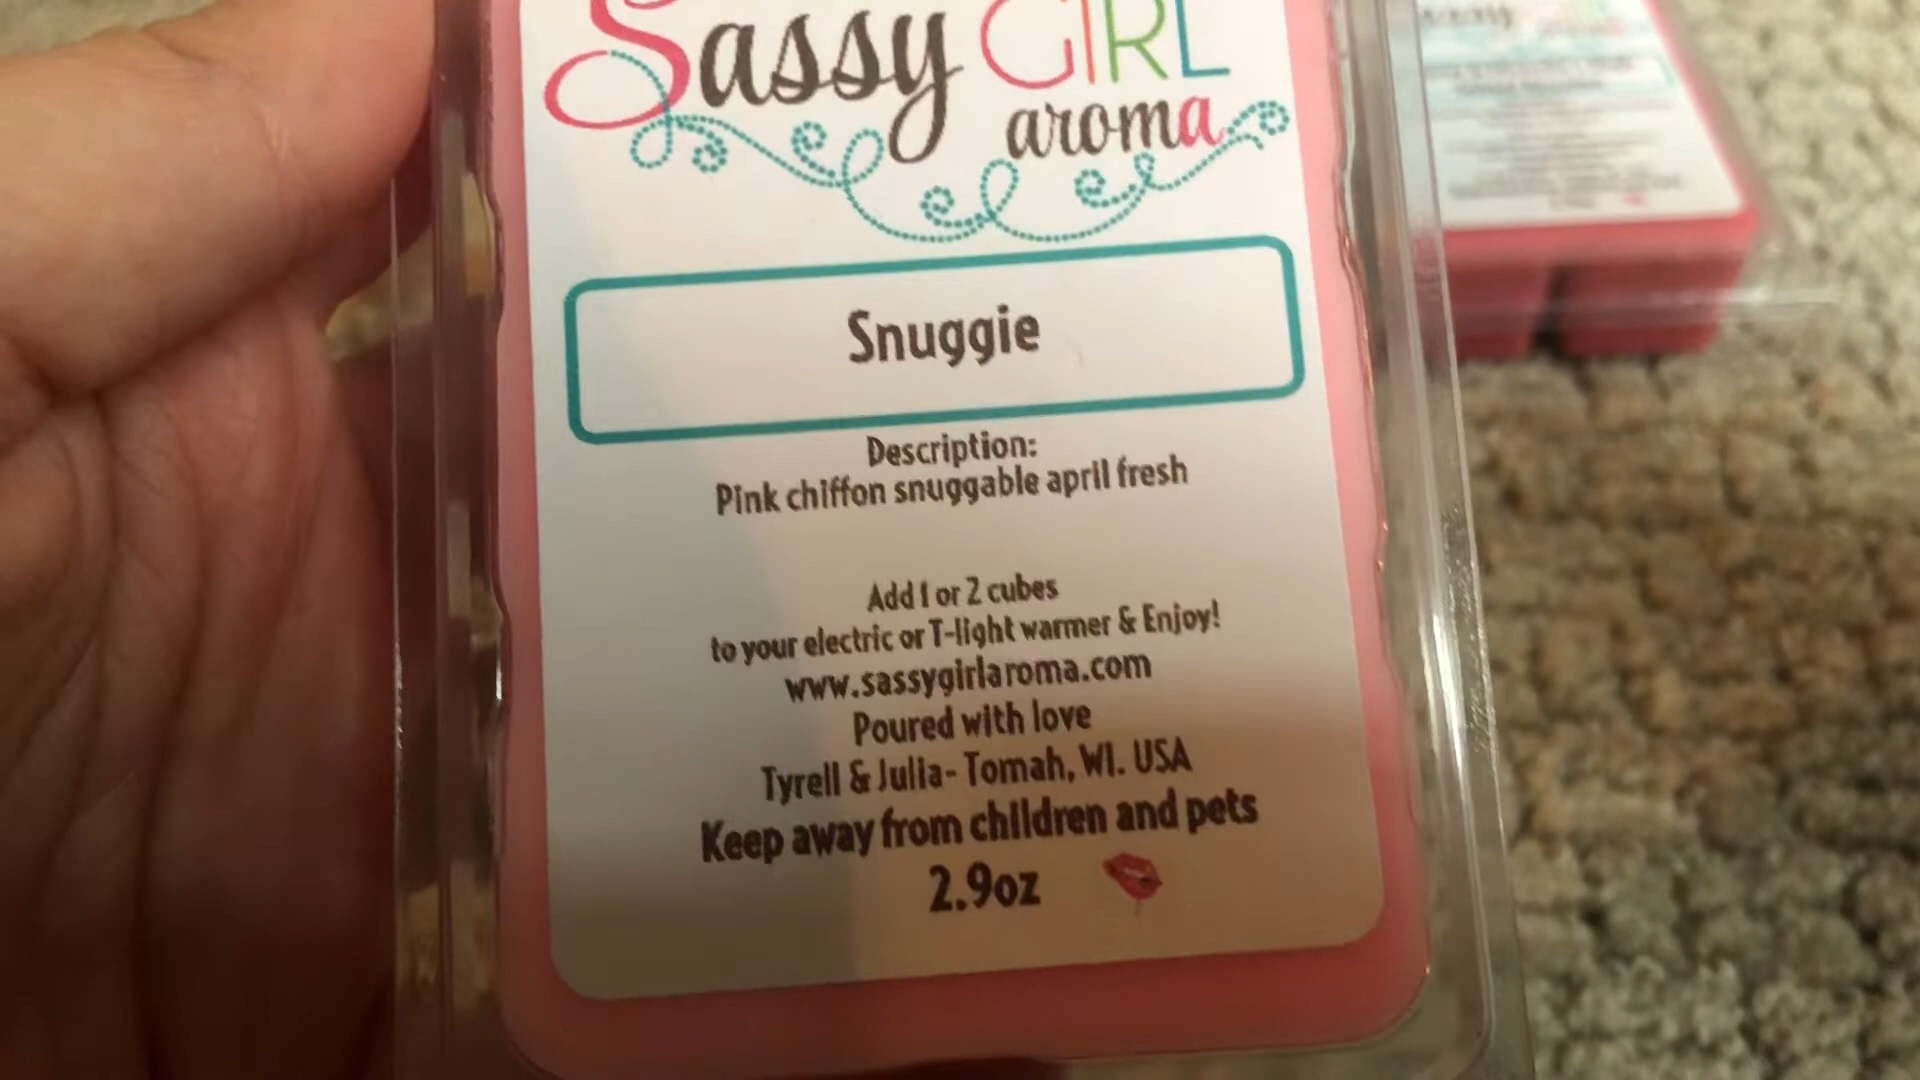 Sassy GIRL
aroma
Snuggie
Description:
Pink chiffon snuggable april fresh
Add 1 or 2 cubes
to your electric or T-light warmer & Enjoy!
www.sassygirlaroma.com
Poured with love
Tyrell & Julia- Tomah, WI. USA
Keep away from children and pets
2.9oz